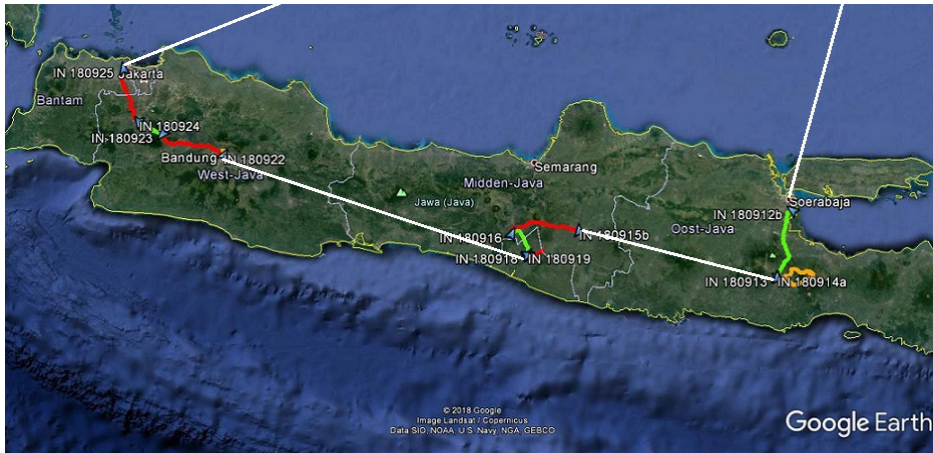 IN 180925 Jakarta
Bantam
IN 180924
IN 180923
Bandung IN 180922
West-Java
Semarang
Midden-Java
Jawa (Java)
IN 180912b Soerabaja
Oost-Java
IN 180916 IN 180915b
IN 180918 IN 180919
IN 180913 IN 180914a
© 2018 Google
Image Landsat / Copernicus
Data SIO, NOAA, U.S. Navy, NGA, GEBCO
Google Earth